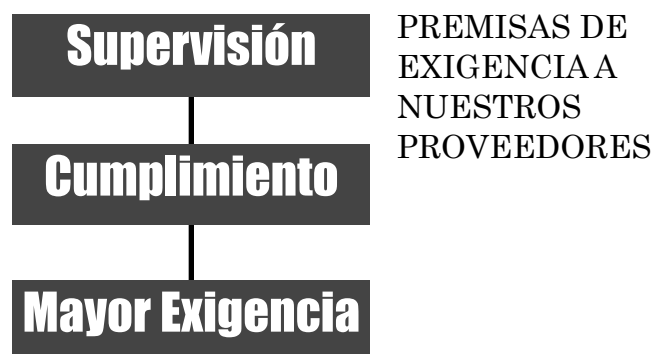 Supervisión
Cumplimiento
Mayor Exigencia
PREMISAS DE
EXIGENCIA A
NUESTROS
PROVEEDORES